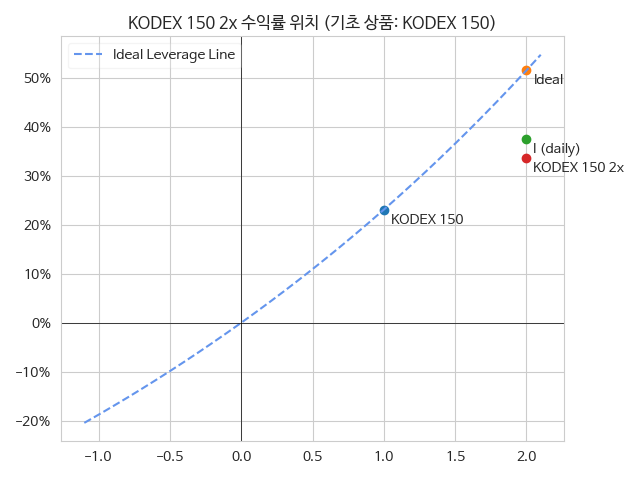 KODEX 150 2x 수익률 위치 (기초 상품: KODEX 150)
Ideal Leverage Line
50%
40%
30%
20%
10%
0%
−10%
−20%
Ideal
I (daily)
KODEX 150 2x
KODEX 150
−1.0 −0.5 0.0 0.5 1.0 1.5 2.0